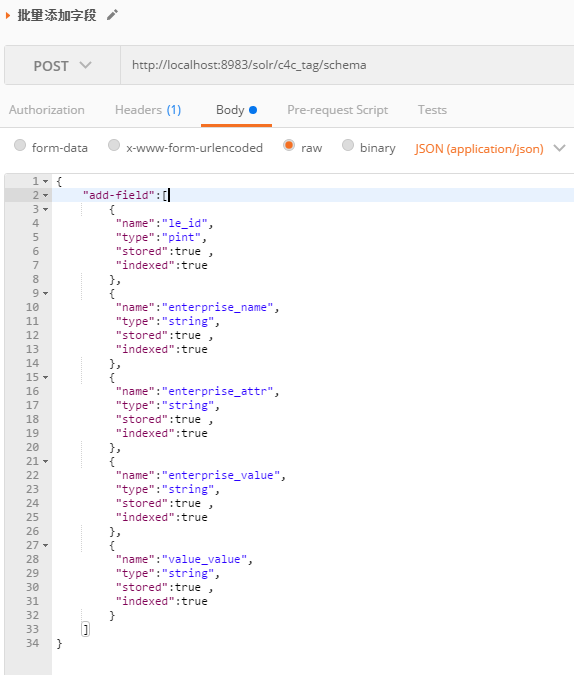 批量添加字段
POST http://localhost:8983/solr/c4c_tag/schema
Authorization Headers (1) Body Pre-request Script Tests
form-data x-www-form-urlencoded raw binary JSON (application/json)
1 {
2 "add-field":[
3 {
4 "name":"le_id",
5 "type":"pint",
6 "stored":true ,
7 "indexed":true
8 },
9 {
10 "name":"enterprise_name",
11 "type":"string",
12 "stored":true ,
13 "indexed":true
14 },
15 {
16 "name":"enterprise_attr",
17 "type":"string",
18 "stored":true ,
19 "indexed":true
20 },
21 {
22 "name":"enterprise_value",
23 "type":"string",
24 "stored":true ,
25 "indexed":true
26 },
27 {
28 "name":"value_value",
29 "type":"string",
30 "stored":true ,
31 "indexed":true
32 }
33 ]
34 }